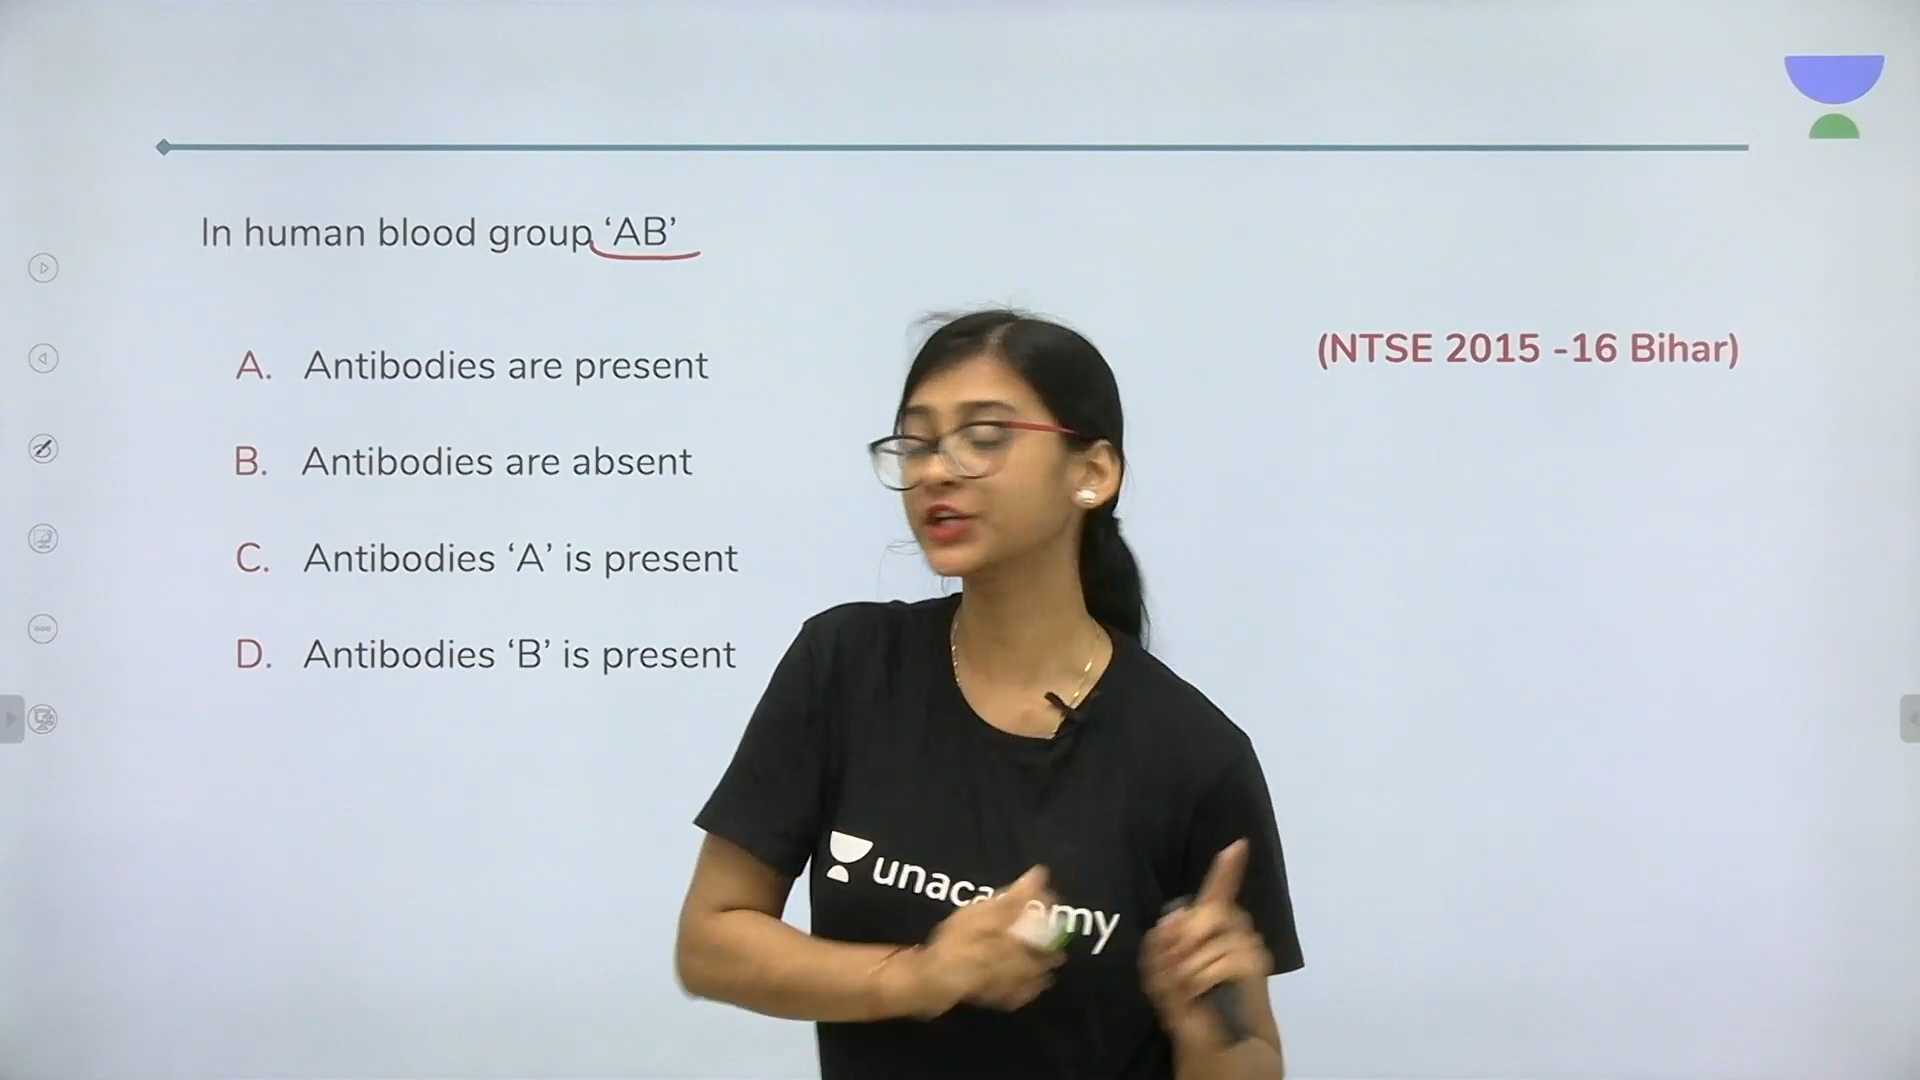 In human blood group ‘AB’
(NTSE 2015 -16 Bihar)
A. Antibodies are present
B. Antibodies are absent
C. Antibodies ‘A’ is present
D. Antibodies ‘B’ is present